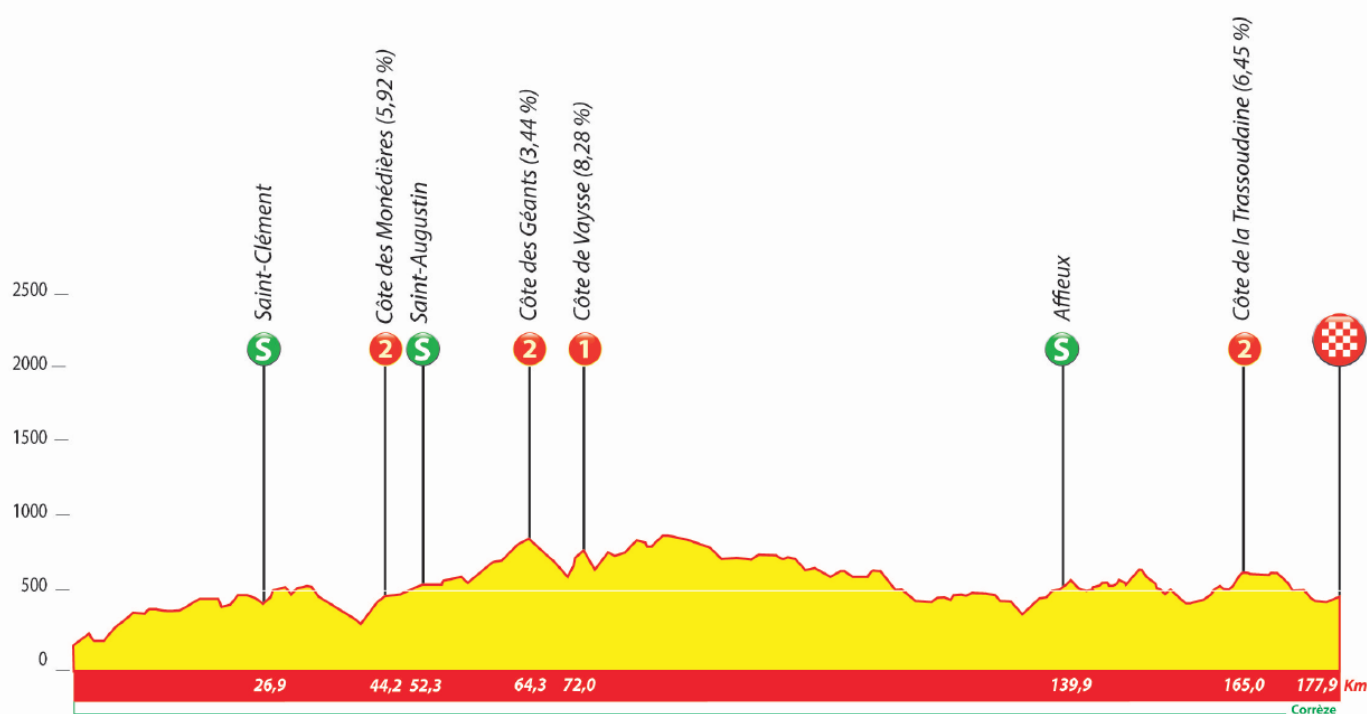 Saint-Clément
Côte des Monédières (5,92 %)
Saint-Augustin
Côte des Géants (3,44 %)
Côte de Vaysse (8,28 %)
Affieux
Côte de la Trassoudaine (6,45 %)
S
2
S
2
1
S
2
2500
2000
1500
1000
500
0
26,9
44,2
52,3
64,3
72,0
139,9
165,0
177,9 Km
Corrèze